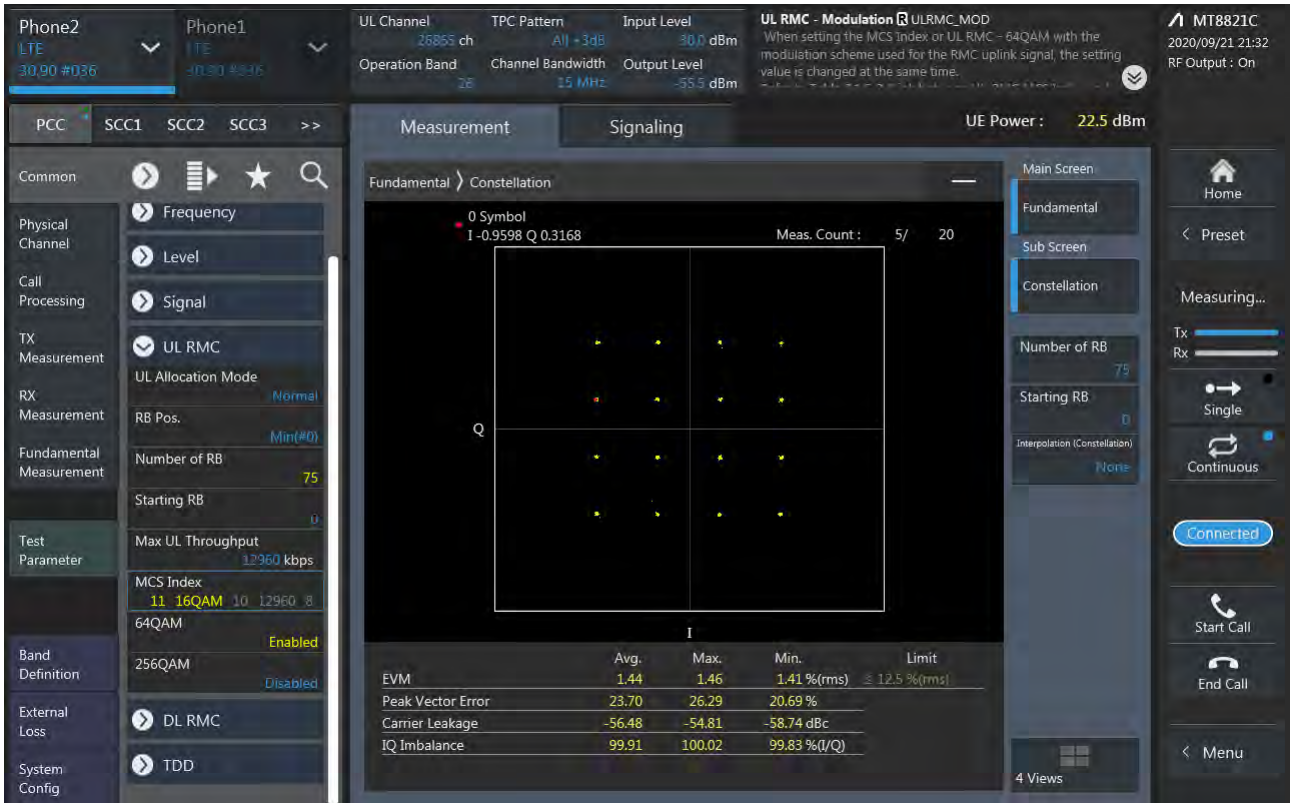 Phone2
LTE
30.90 #036
Phone1
LTE
UL Channel
26855 ch
Operation Band
26
TPC Pattern
All +3dB
Channel Bandwidth
15 MHz
Input Level
30.0 dBm
Output Level
-55.5 dBm
UL RMC - Modulation R ULRMC_MOD
When setting the MCS Index or UL RMC - 64QAM with the
modulation scheme used for the RMC uplink signal, the setting
value is changed at the same time.
MT8821C
2020/09/21 21:32
RF Output : On
PCC SCC1 SCC2 SCC3 >>
Measurement
Signaling
UE Power : 22.5 dBm
Common
Physical
Channel
Call
Processing
TX
Measurement
RX
Measurement
Fundamental
Measurement
Test
Parameter
Band
Definition
External
Loss
System
Config
Frequency
Level
Signal
UL RMC
UL Allocation Mode
Normal
RB Pos.
Min(#0)
Number of RB
75
Starting RB
0
Max UL Throughput
12960 kbps
MCS Index
11 16QAM 10 12960 8
64QAM
Enabled
256QAM
Disabled
DL RMC
TDD
Fundamental Constellation
0 Symbol
I -0.9598 Q 0.3168
Meas. Count : 5/ 20
Q
I
Avg. Max. Min. Limit
EVM 1.44 1.46 1.41 %(rms) ≤ 12.5 %(rms)
Peak Vector Error 23.70 26.29 20.69 %
Carrier Leakage -56.48 -54.81 -58.74 dBc
IQ Imbalance 99.91 100.02 99.83 %(I/Q)
Main Screen
Fundamental
Sub Screen
Constellation
Number of RB
75
Starting RB
0
Interpolation (Constellation)
None
4 Views
Home
< Preset
Measuring...
Tx
Rx
Single
Continuous
Connected
Start Call
End Call
< Menu